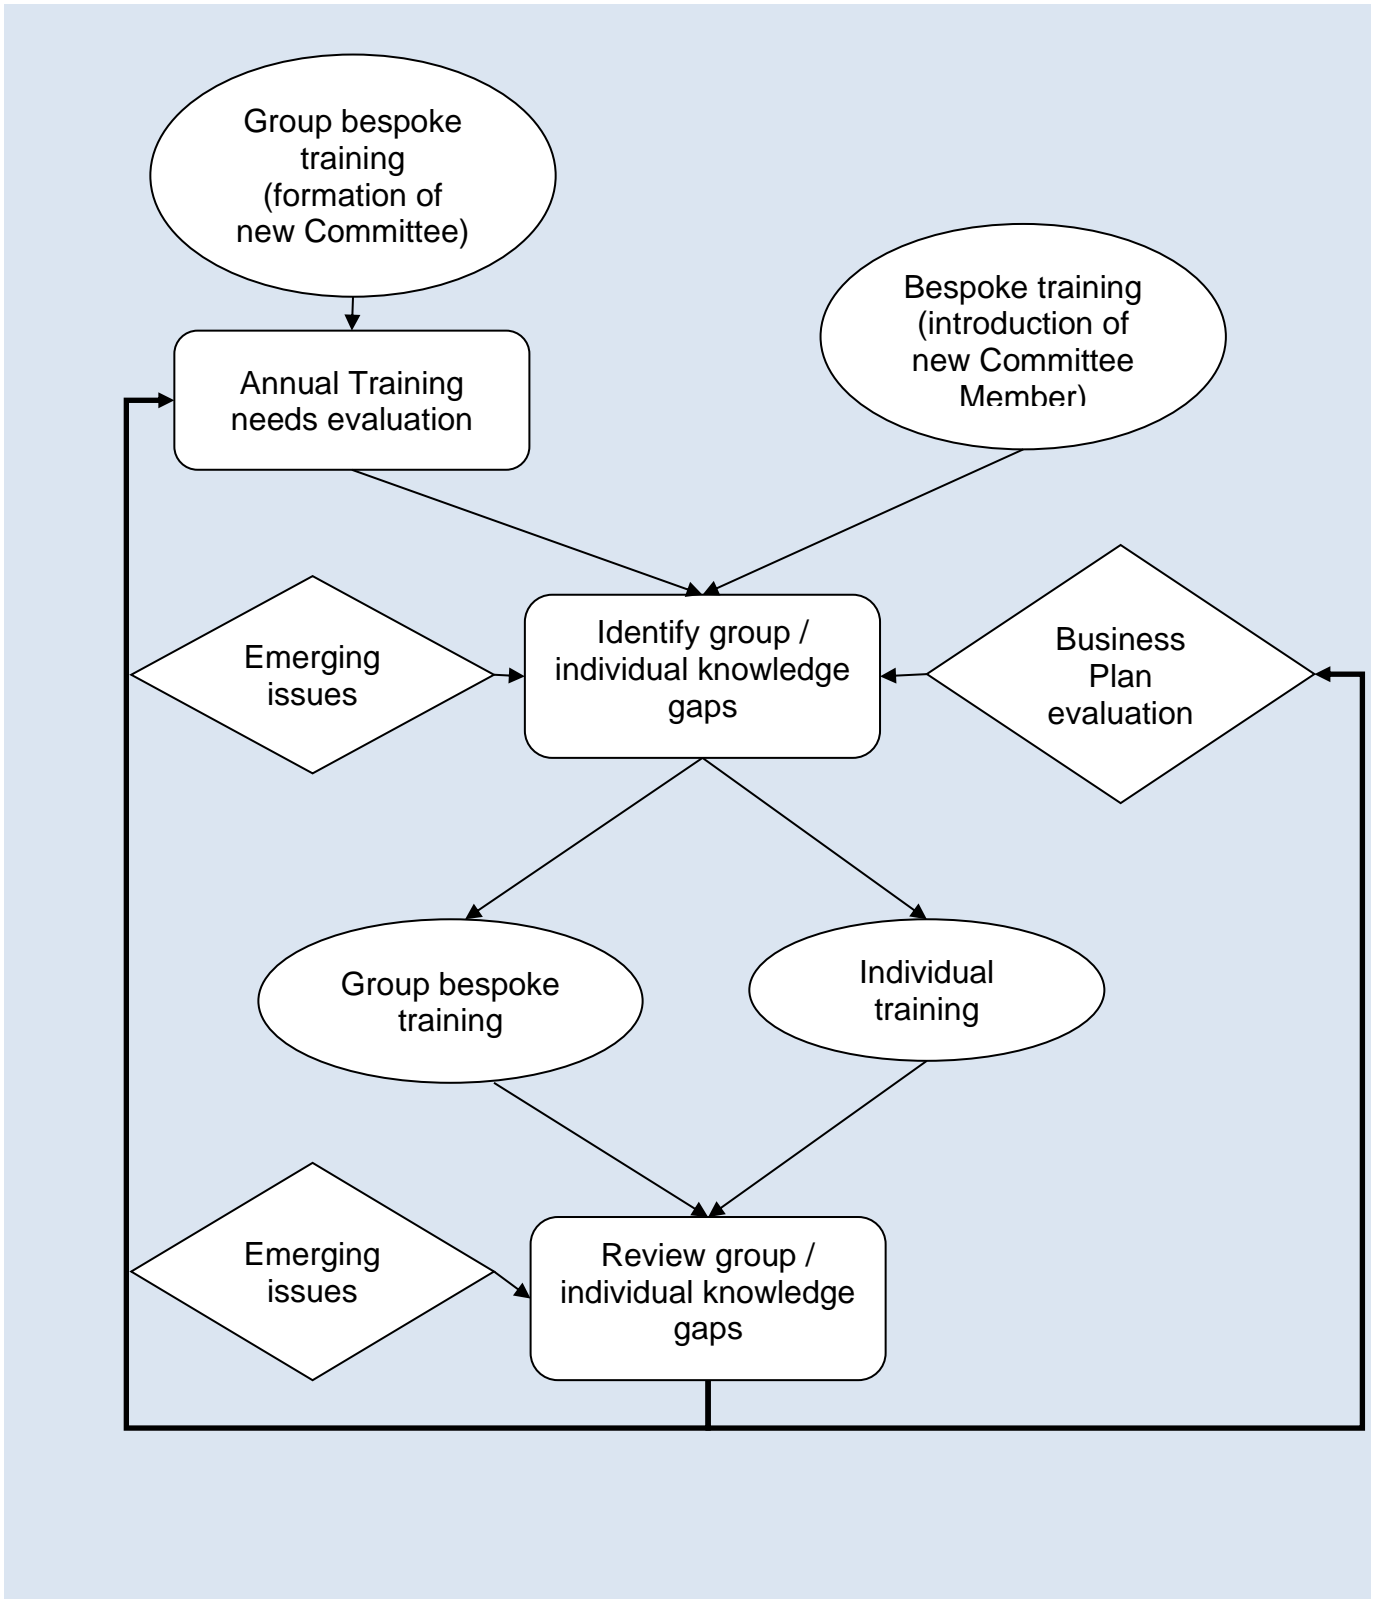 Group bespoke
training
(formation of
new Committee)
Bespoke training
(introduction of
new Committee
Member)
Annual Training
needs evaluation
Emerging
issues
Identify group /
individual knowledge
gaps
Business
Plan
evaluation
Group bespoke
training
Individual
training
Emerging
issues
Review group /
individual knowledge
gaps